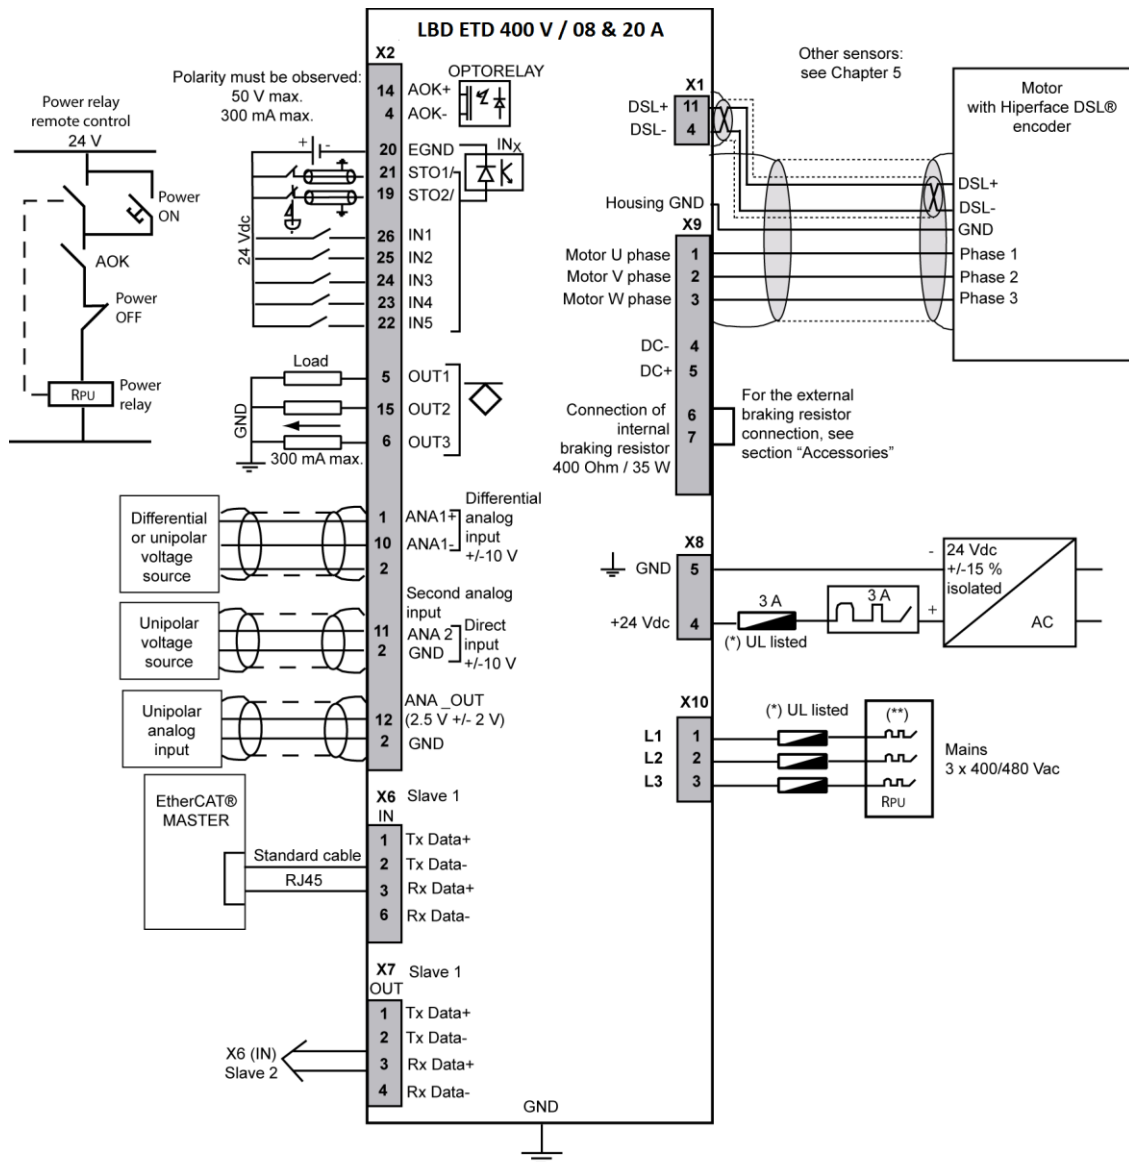 LBD ETD 400 V / 08 & 20 A
Power relay
remote control
24 V
Power
ON
AOK
Power
OFF
RPU
Power
relay
Polarity must be observed:
50 V max.
300 mA max.
X2
OPTORELAY
14 AOK+
4 AOK-
+ -
20 EGND
INX
21 STO1/
19 STO2/
24 Vdc
26 IN1
25 IN2
24 IN3
23 IN4
22 IN5
Load
GND
5 OUT1
15 OUT2
6 OUT3
300 mA max.
Differential
or unipolar
voltage
source
1 ANA1+
10 ANA1-
2
Differential
analog
input
+/-10 V
Unipolar
voltage
source
Second analog
input
11 ANA 2
2 GND
Direct
input
+/-10 V
Unipolar
analog
input
ANA _OUT
12 (2.5 V +/- 2 V)
2 GND
EtherCAT®
MASTER
Standard cable
RJ45
X6 Slave 1
IN
1 Tx Data+
2 Tx Data-
3 Rx Data+
6 Rx Data-
X7 Slave 1
OUT
1 Tx Data+
2 Tx Data-
3 Rx Data+
4 Rx Data-
X6 (IN)
Slave 2
GND
Other sensors:
see Chapter 5
X1
DSL+ 11
DSL- 4
Motor
with Hiperface DSL®
encoder
DSL+
DSL-
GND
Phase 1
Phase 2
Phase 3
Housing GND
X9
Motor U phase 1
Motor V phase 2
Motor W phase 3
DC- 4
DC+ 5
Connection of
internal
braking resistor
400 Ohm / 35 W
6
7
For the external
braking resistor
connection, see
section “Accessories”
X8
GND 5
+24 Vdc 4
3 A
(*) UL listed
3 A
-
+
24 Vdc
+/-15 %
isolated
AC
X10
L1 1
L2 2
L3 3
(*) UL listed
(**)
RPU
Mains
3 x 400/480 Vac